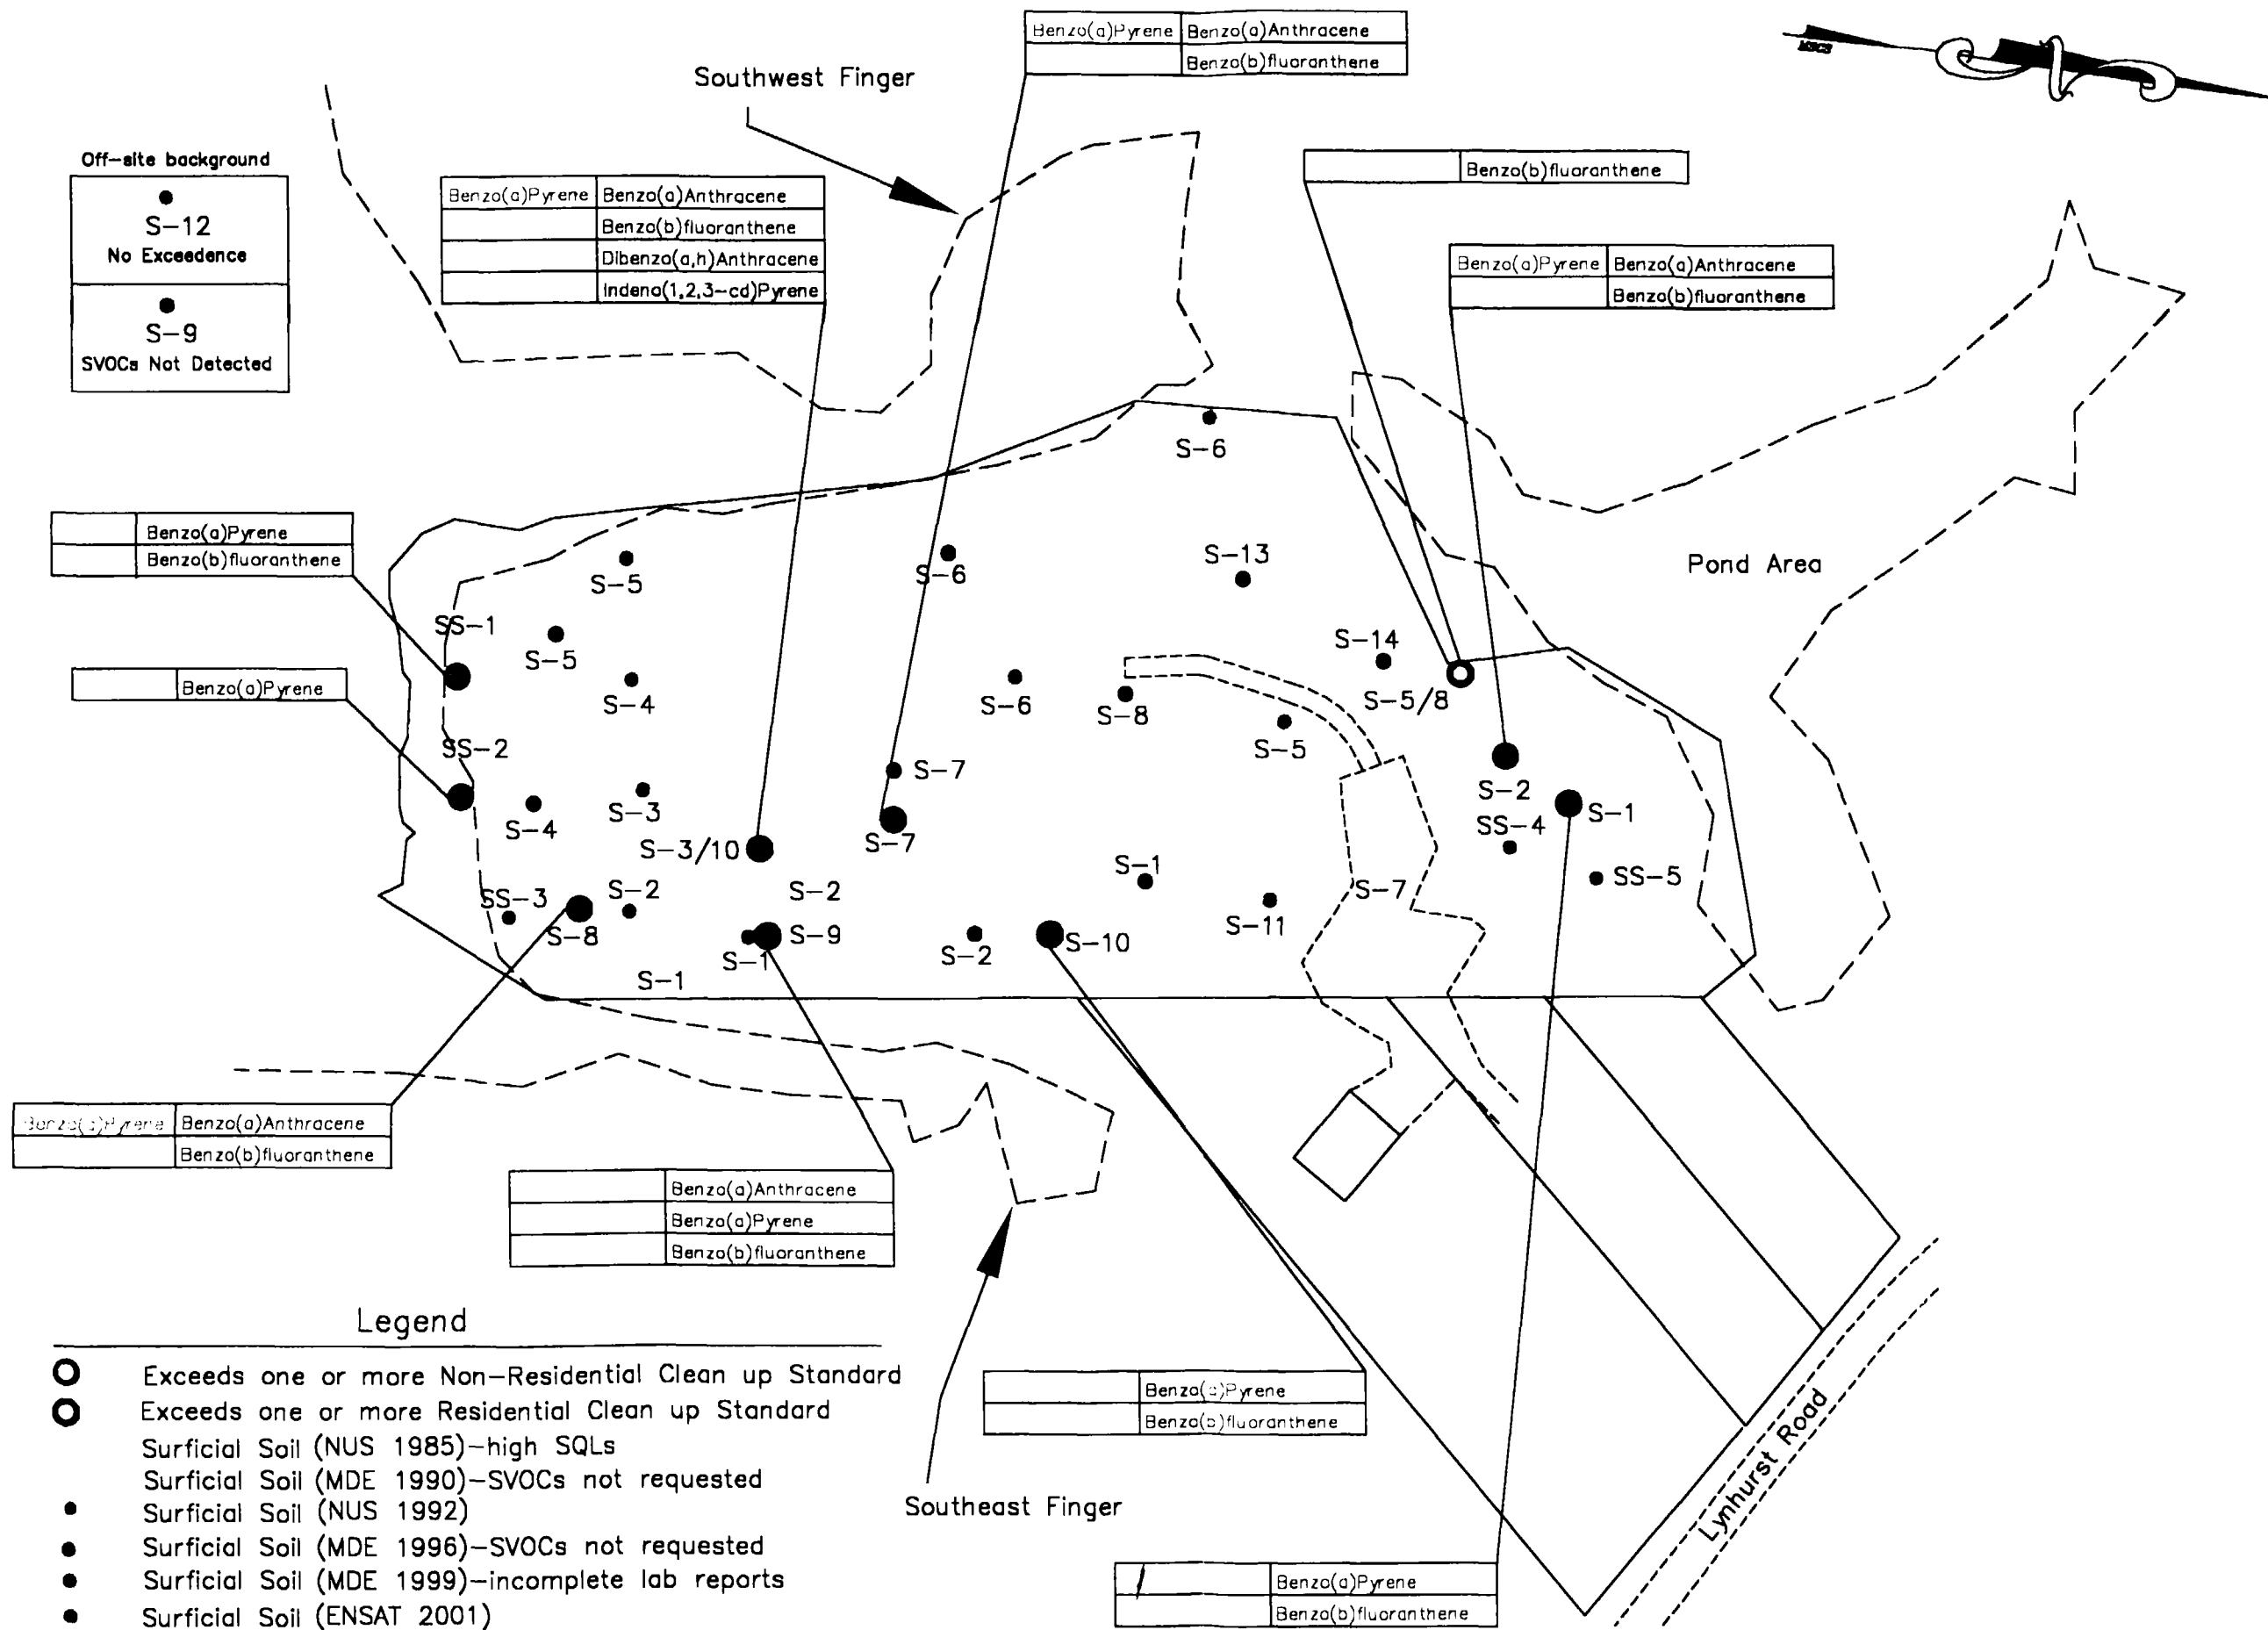 Benzo(a)Pyrene Benzo(a)Anthracene
Benzo(b)fluoranthene
Southwest Finger
Off-site background
S-12
No Exceedence
S-9
SVOCs Not Detected
Benzo(a)Pyrene Benzo(a)Anthracene
Benzo(b)fluoranthene
Dibenzo(a,h)Anthracene
Indeno(1,2,3-cd)Pyrene
Benzo(b)fluoranthene
Benzo(a)Pyrene Benzo(a)Anthracene
Benzo(b)fluoranthene
S-6
Benzo(a)Pyrene
Benzo(b)fluoranthene
S-5
S-6
S-13
Pond Area
SS-1
S-5
S-14
Benzo(a)Pyrene
S-4
S-6
S-8
S-5/8
S-5
SS-2
S-7
S-2
S-4
S-3
S-3/10
S-7
S-1
SS-4
S-1
SS-3
S-8
S-2
S-2
S-7
SS-5
S-11
S-1
S-9
S-2
S-10
S-1
Benzo(a)Pyrene Benzo(a)Anthracene
Benzo(b)fluoranthene
Benzo(a)Anthracene
Benzo(a)Pyrene
Benzo(b)fluoranthene
Legend
Exceeds one or more Non-Residential Clean up Standard
Exceeds one or more Residential Clean up Standard
Surficial Soil (NUS 1985)-high SQLs
Surficial Soil (MDE 1990)-SVOCs not requested
Surficial Soil (NUS 1992)
Surficial Soil (MDE 1996)-SVOCs not requested
Surficial Soil (MDE 1999)-incomplete lab reports
Surficial Soil (ENSAT 2001)
Southeast Finger
Benzo(a)Pyrene
Benzo(b)fluoranthene
Lynhurst Road
Benzo(a)Pyrene
Benzo(b)fluoranthene